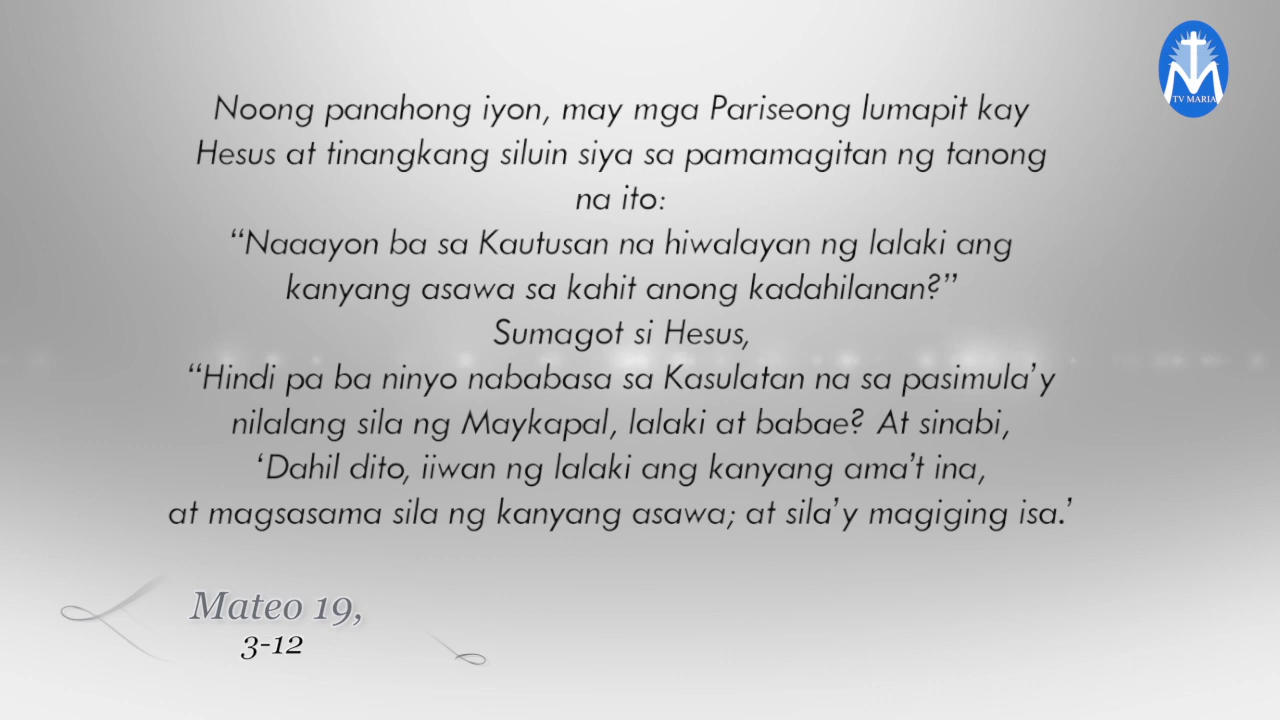 TV MARIA
Noong panahong iyon, may mga Pariseong lumapit kay
Hesus at tinangkang siluin siya sa pamamagitan ng tanong
na ito:
“Naaayon ba sa Kautusan na hiwalayan ng lalaki ang
kanyang asawa sa kahit anong kadahilanan?”
Sumagot si Hesus,
“Hindi pa ba ninyo nababasa sa Kasulatan na sa pasimula’y
nilalang sila ng Maykapal, lalaki at babae? At sinabi,
‘Dahil dito, iiwan ng lalaki ang kanyang ama’t ina,
at magsasama sila ng kanyang asawa; at sila’y magiging isa.’
Mateo 19,
3-12